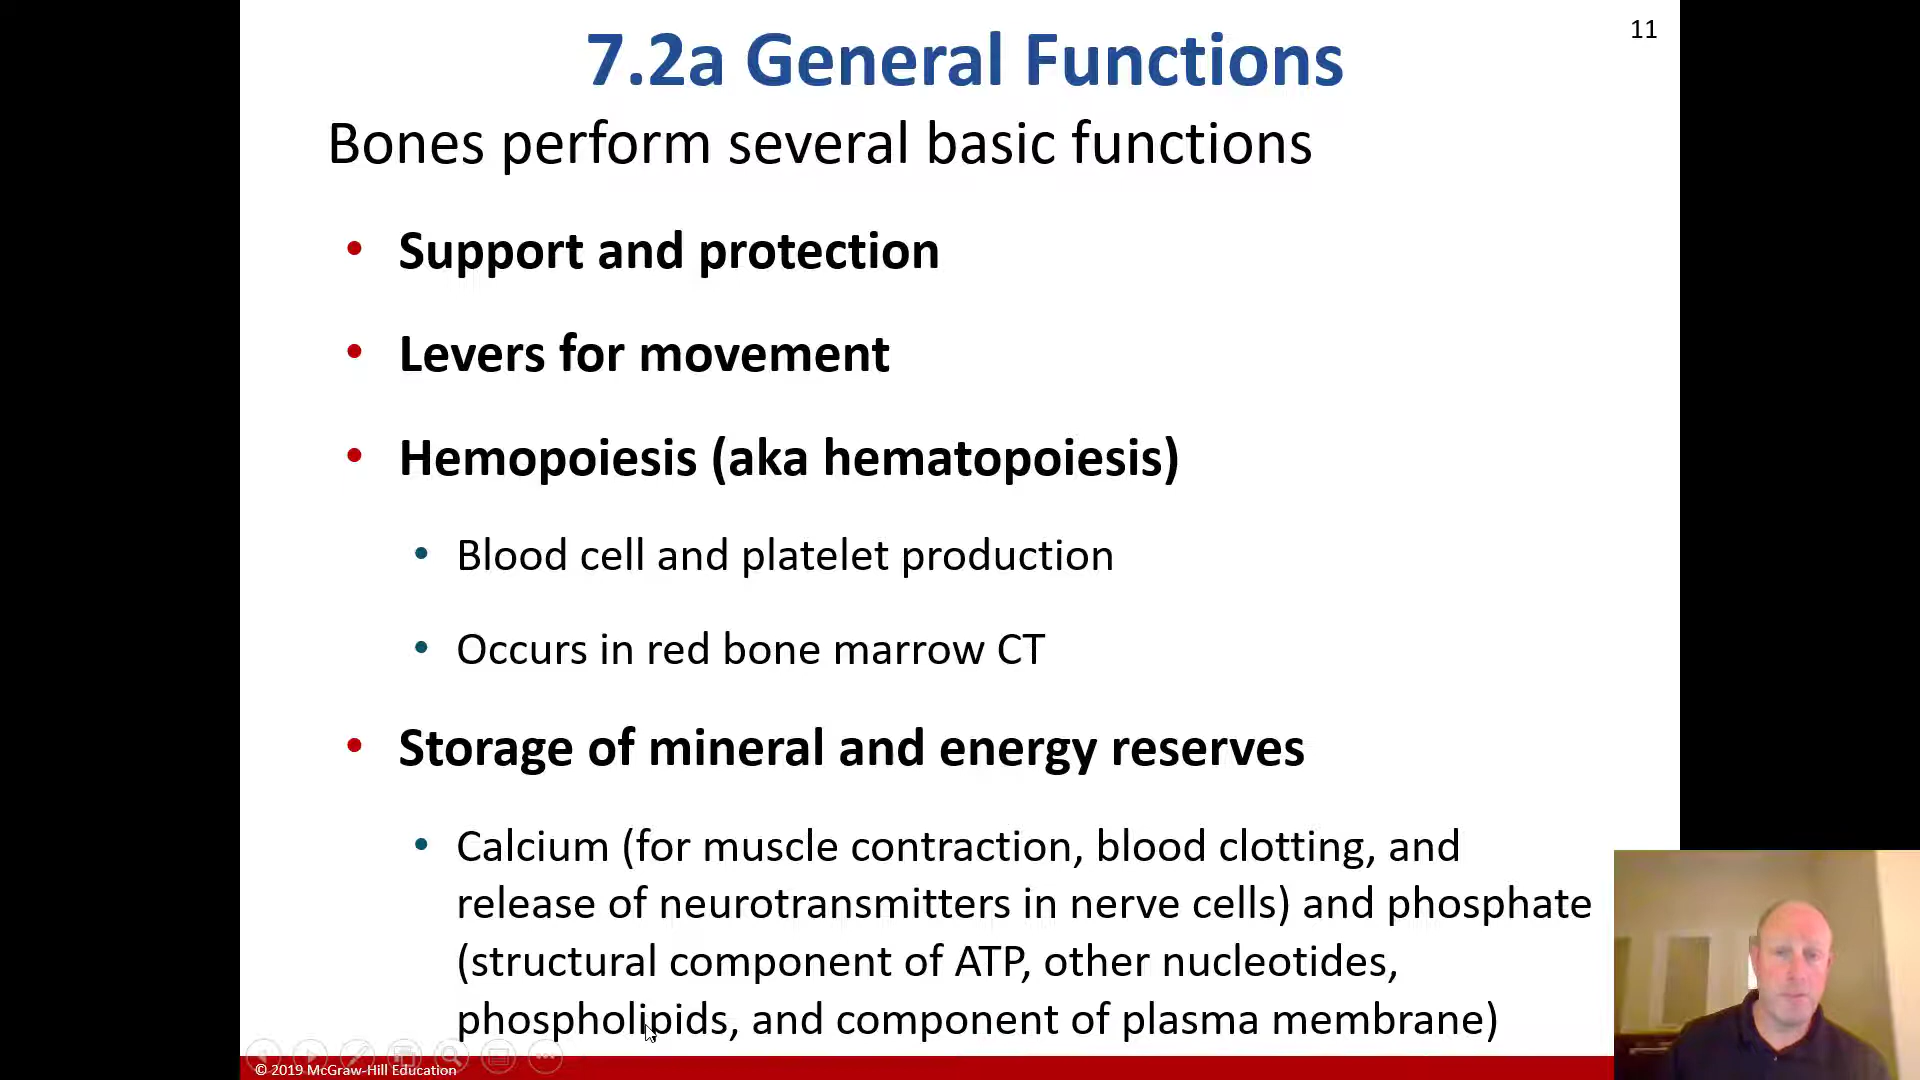 11
7.2a General Functions
Bones perform several basic functions
• Support and protection
• Levers for movement
• Hemopoiesis (aka hematopoiesis)
• Blood cell and platelet production
• Occurs in red bone marrow CT
• Storage of mineral and energy reserves
• Calcium (for muscle contraction, blood clotting, and
release of neurotransmitters in nerve cells) and phosphate
(structural component of ATP, other nucleotides,
phospholipids, and component of plasma membrane)
© 2019 McGraw-Hill Education